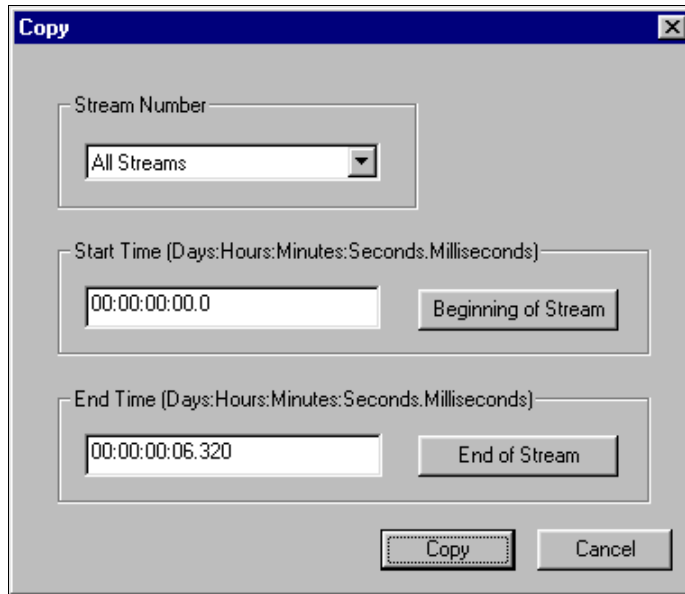 Copy
Stream Number
All Streams
Start Time (Days:Hours:Minutes:Seconds.Milliseconds)
00:00:00:00.0
Beginning of Stream
End Time (Days:Hours:Minutes:Seconds.Milliseconds)
00:00:00:06.320
End of Stream
Copy
Cancel